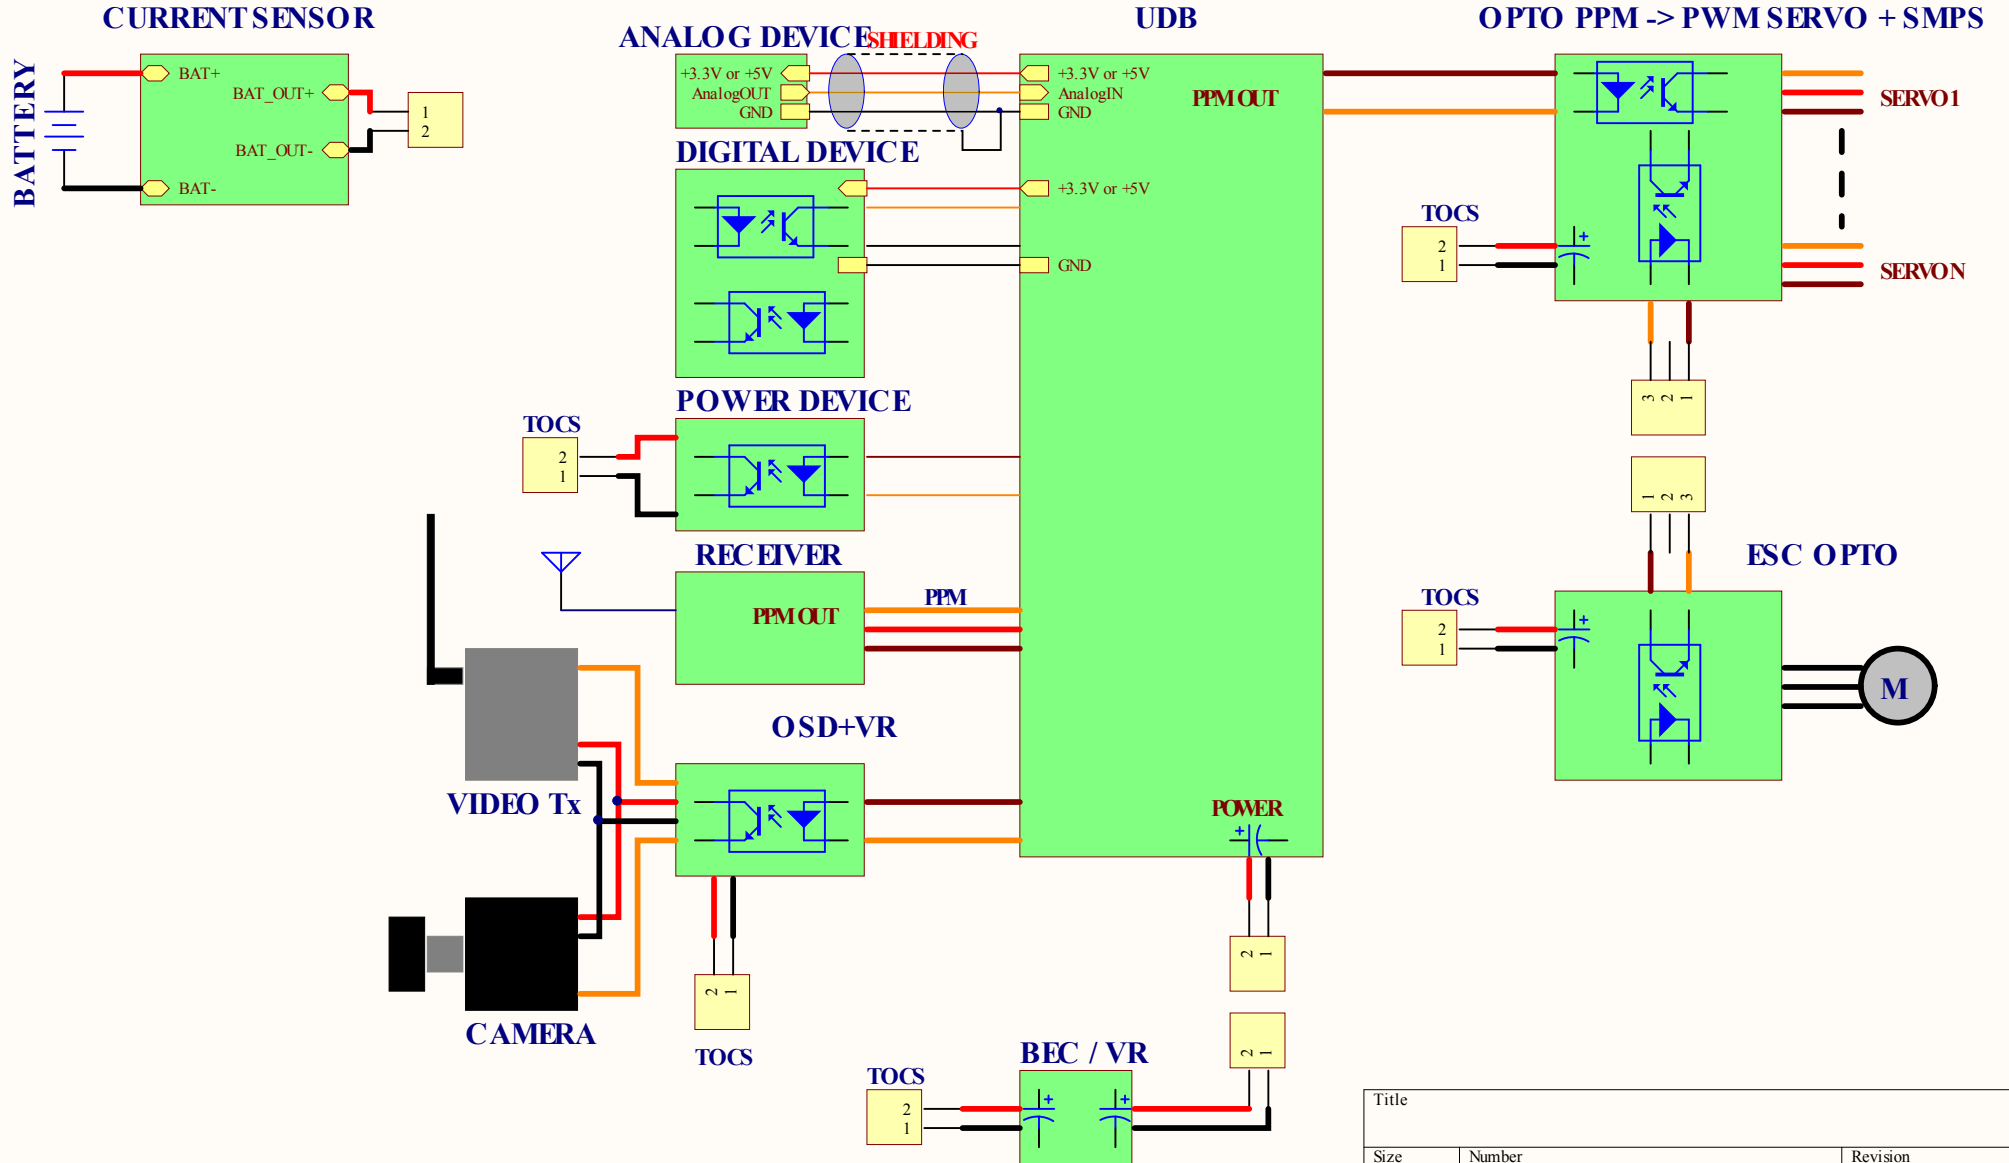 CURRENT SENSOR
BATTERY
BAT+
BAT_OUT+
BAT_OUT-
BAT-
1
2
ANALOG DEVICE
SHIELDING
+3.3V or +5V
AnalogOUT
GND
UDB
+3.3V or +5V
AnalogIN
GND
PPM OUT
DIGITAL DEVICE
+3.3V or +5V
GND
OPTO PPM -> PWM SERVO + SMPS
SERVO1
SERVO N
TOCS
2
1
3
2
1
1
2
3
POWER DEVICE
TOCS
2
1
RECEIVER
PPM OUT
PPM
ESC OPTO
TOCS
2
1
M
OSD+VR
VIDEO Tx
CAMERA
2
1
TOCS
POWER
2
1
2
1
BEC / VR
TOCS
2
1
Title
Size
Number
Revision